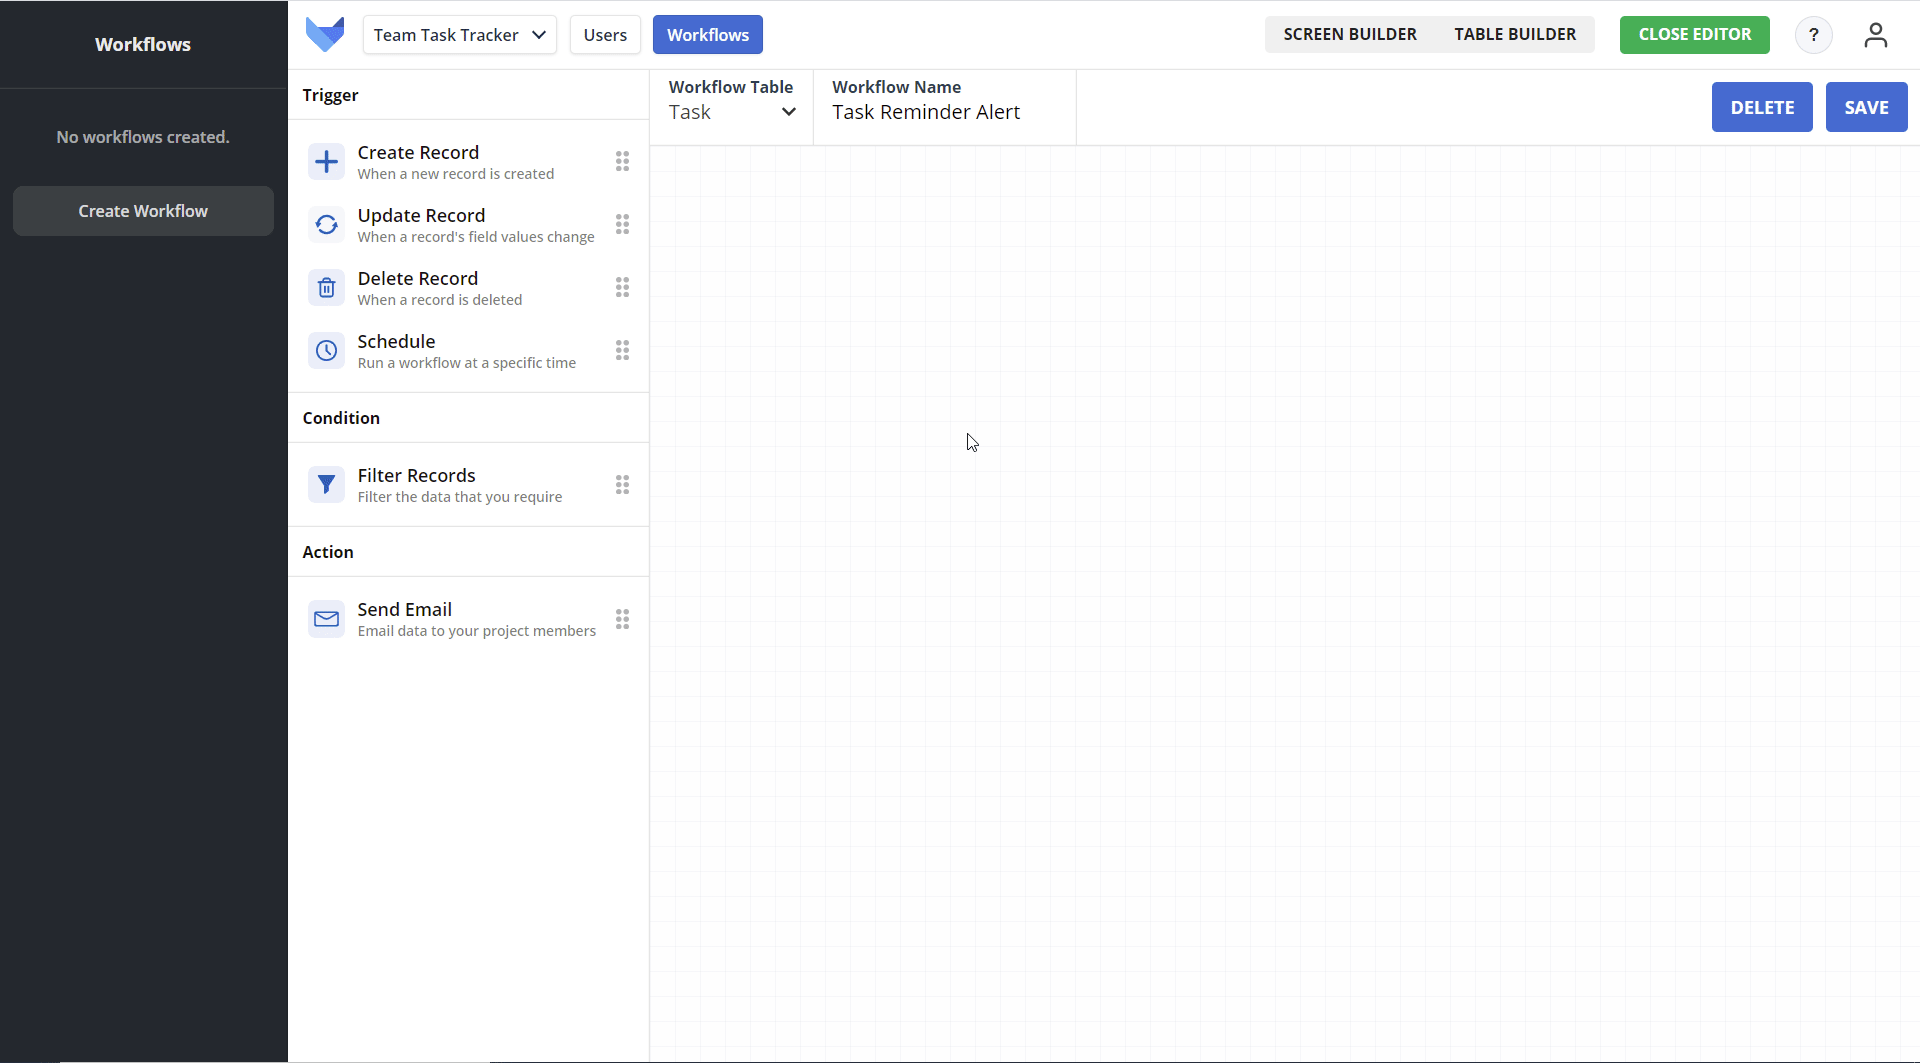 Workflows
No workflows created.
Create Workflow
Team Task Tracker
Users
Workflows
SCREEN BUILDER
TABLE BUILDER
CLOSE EDITOR
?
Trigger
Create Record
When a new record is created
Update Record
When a record's field values change
Delete Record
When a record is deleted
Schedule
Run a workflow at a specific time
Condition
Filter Records
Filter the data that you require
Action
Send Email
Email data to your project members
Workflow Table
Task
Workflow Name
Task Reminder Alert
DELETE
SAVE